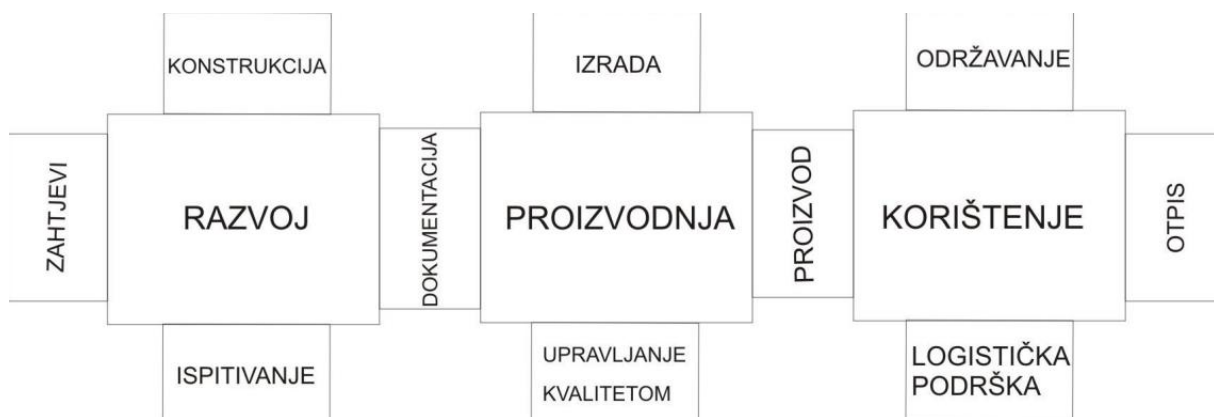 KONSTRUKCIJA
IZRADA
ODRŽAVANJE
ZAHTJEVI
RAZVOJ
DOKUMENTACIJA
PROIZVODNJA
PROIZVOD
KORIŠTENJE
OTPIS
ISPITIVANJE
UPRAVLJANJE
KVALITETOM
LOGISTIČKA
PODRŠKA